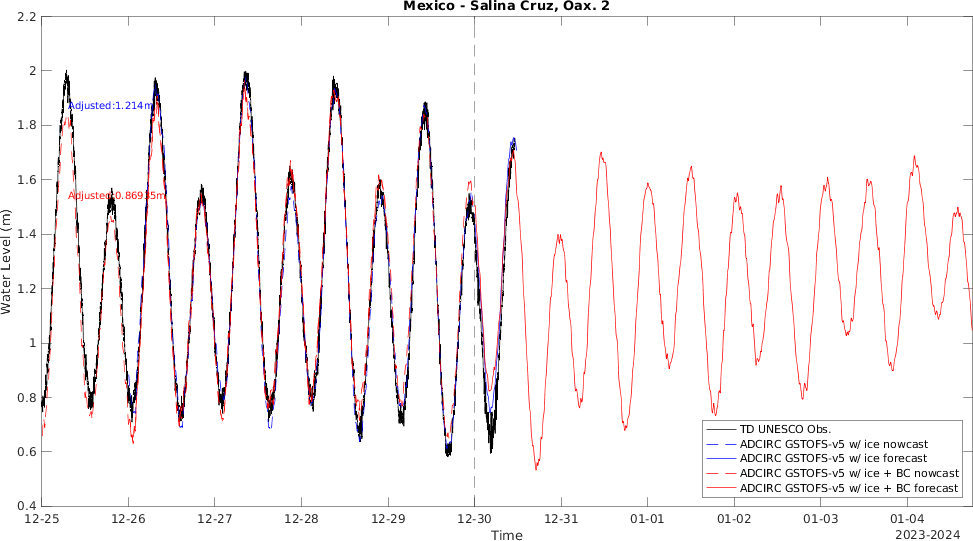 Mexico - Salina Cruz, Oax. 2
2.2
2
1.8
1.6
1.4
1.2
1
0.8
0.6
0.4
Water Level (m)
Adjusted:1.214m
Adjusted:0.86935m
TD UNESCO Obs.
ADCIRC GSTOFS-v5 w/ ice nowcast
ADCIRC GSTOFS-v5 w/ ice forecast
ADCIRC GSTOFS-v5 w/ ice + BC nowcast
ADCIRC GSTOFS-v5 w/ ice + BC forecast
12-25 12-26 12-27 12-28 12-29 12-30 12-31 01-01 01-02 01-03 01-04
Time
2023-2024